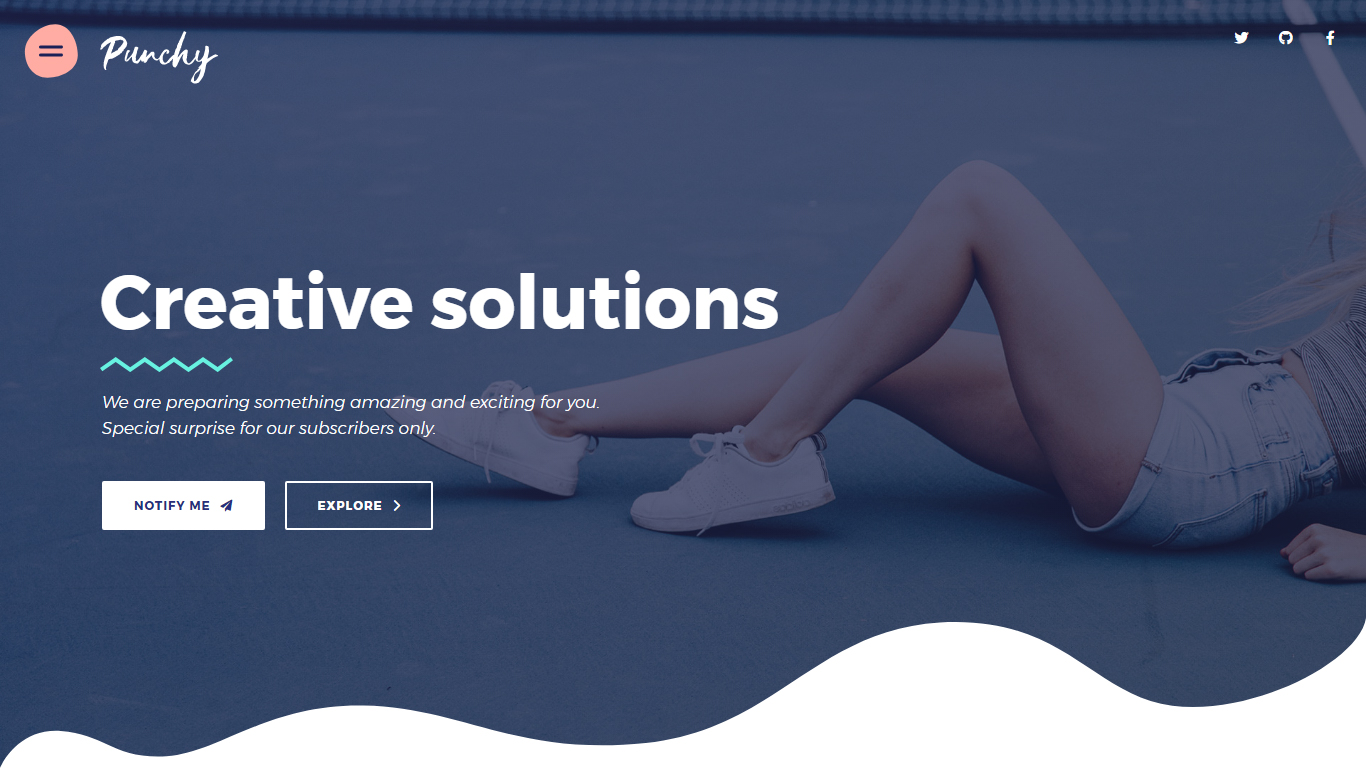 Punchy
Creative solutions
We are preparing something amazing and exciting for you.
Special surprise for our subscribers only.
NOTIFY ME
EXPLORE